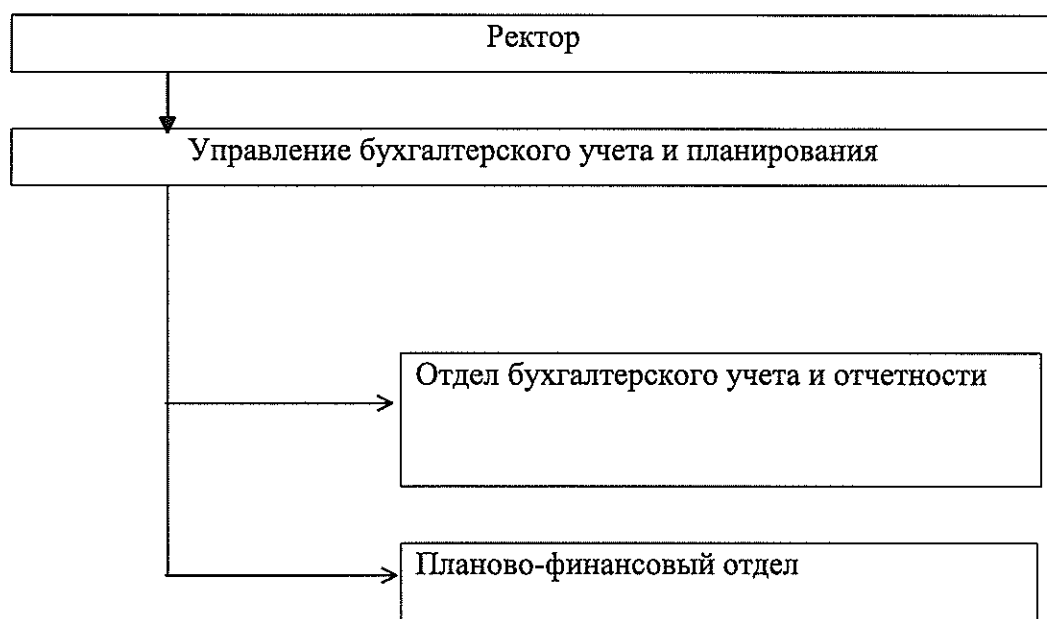 Ректор
Управление бухгалтерского учета и планирования
Отдел бухгалтерского учета и отчетности
Планово-финансовый отдел